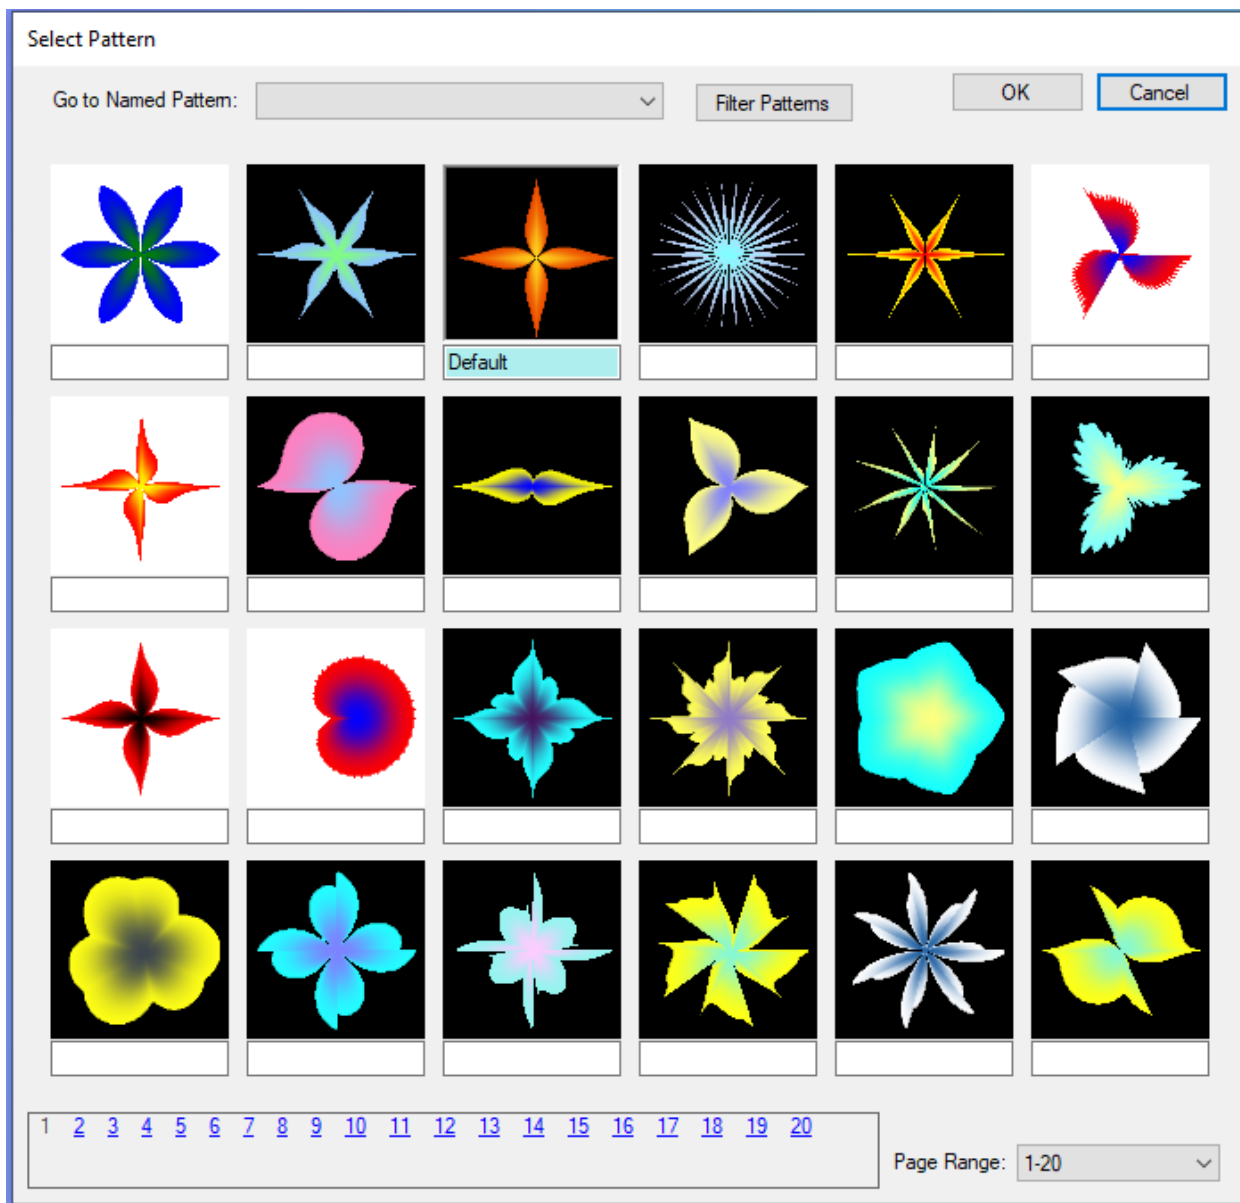 Select Pattern
Go to Named Pattern: Filter Patterns OK Cancel
Default
1 2 3 4 5 6 7 8 9 10 11 12 13 14 15 16 17 18 19 20
Page Range: 1-20